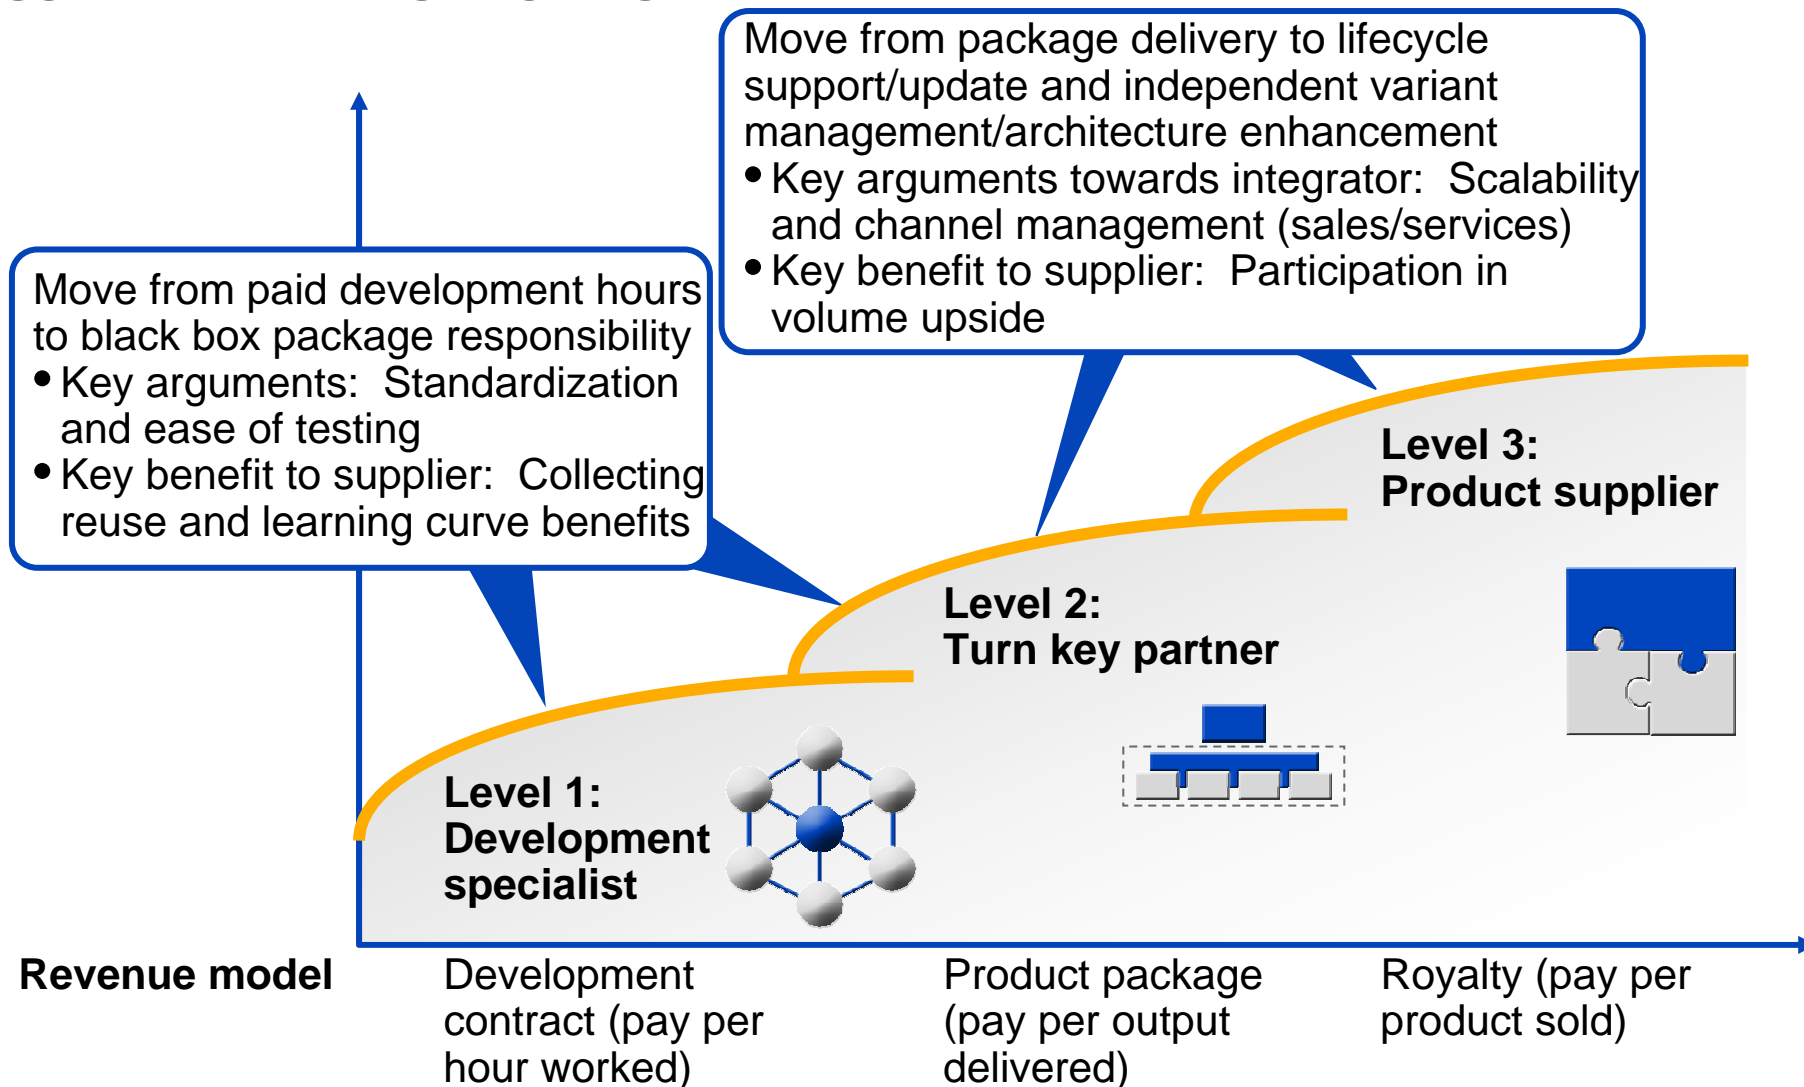 Move from package delivery to lifecycle
support/update and independent variant
management/architecture enhancement
• Key arguments towards integrator:  Scalability
and channel management (sales/services)
• Key benefit to supplier:  Participation in
volume upside
Move from paid development hours
to black box package responsibility
• Key arguments:  Standardization
and ease of testing
• Key benefit to supplier:  Collecting
reuse and learning curve benefits
Level 3:
Product supplier
Level 2:
Turn key partner
Level 1:
Development
specialist
Revenue model
Development
contract (pay per
hour worked)
Product package
(pay per output
delivered)
Royalty (pay per
product sold)